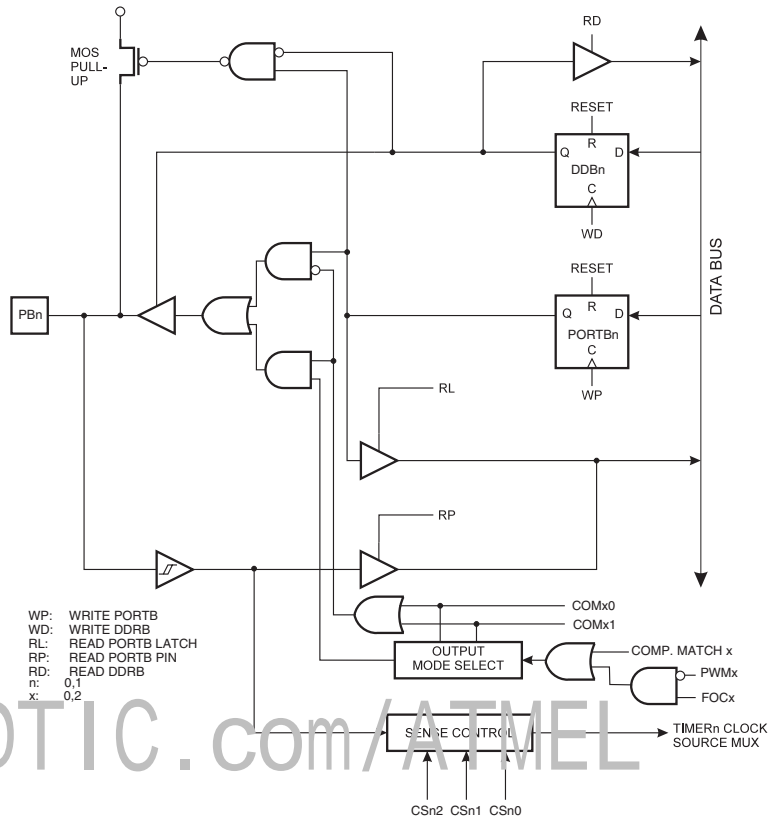 RD
MOS
PULL-
UP
RESET
R
Q
D
DDBn
C
WD
RESET
R
Q
D
PORTBn
C
WP
PBn
DATA BUS
RL
RP
WP: WRITE PORTB
WD: WRITE DDRB
RL: READ PORTB LATCH
RP: READ PORTB PIN
RD: READ DDRB
n: 0,1
x: 0,2
COMx0
COMx1
OUTPUT
MODE SELECT
COMP. MATCH x
PWMx
FOCx
SENSE CONTROL
TIMERn CLOCK
SOURCE MUX
CSn2 CSn1 CSn0
OTIC.com/ATMEL